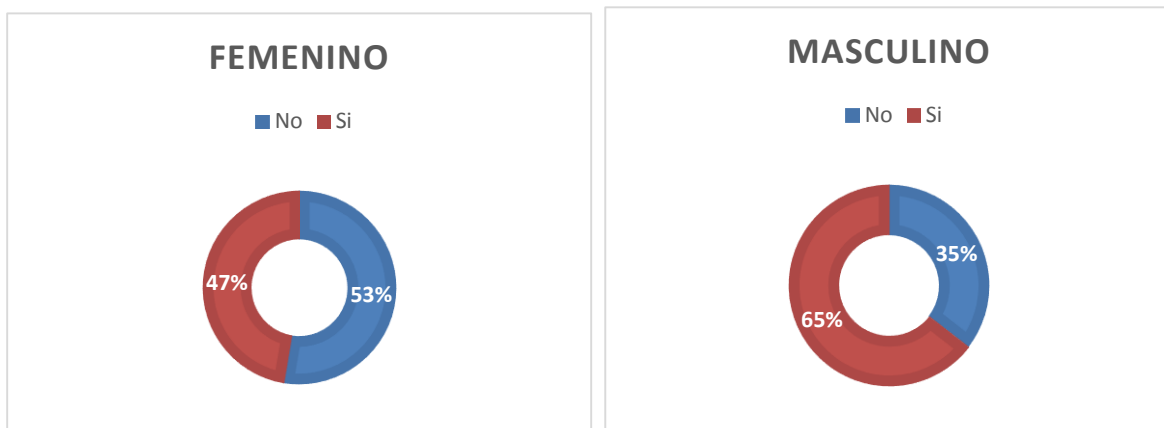 FEMENINO
No Si
47%
53%
MASCULINO
No Si
35%
65%